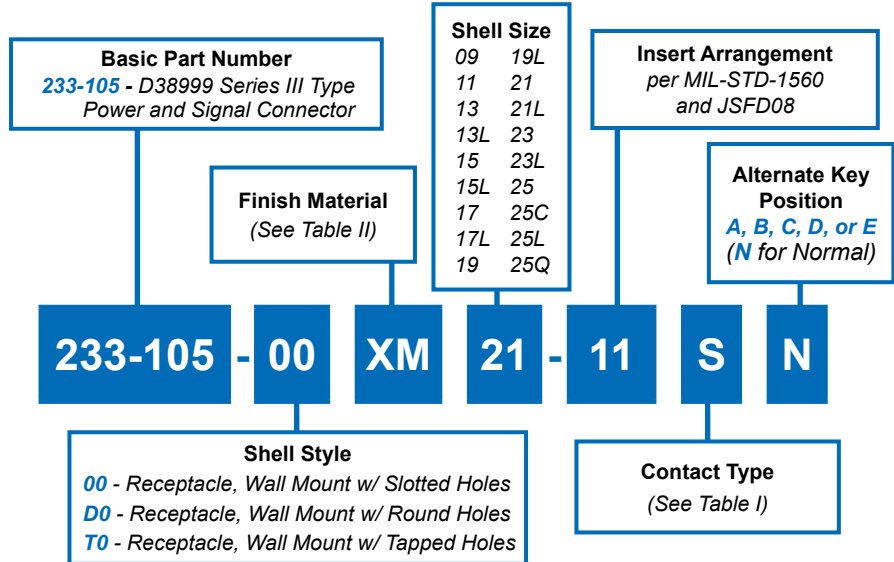 Basic Part Number
233-105 - D38999 Series III Type
Power and Signal Connector
Finish Material
(See Table II)
Shell Size
09 19L
11 21
13 21L
13L 23
15 23L
15L 25
17 25C
17L 25L
19 25Q
Insert Arrangement
per MIL-STD-1560
and JSFD08
Alternate Key
Position
A, B, C, D, or E
(N for Normal)
233-105 - 00 XM 21 - 11 S N
Shell Style
00 - Receptacle, Wall Mount w/ Slotted Holes
D0 - Receptacle, Wall Mount w/ Round Holes
T0 - Receptacle, Wall Mount w/ Tapped Holes
Contact Type
(See Table I)